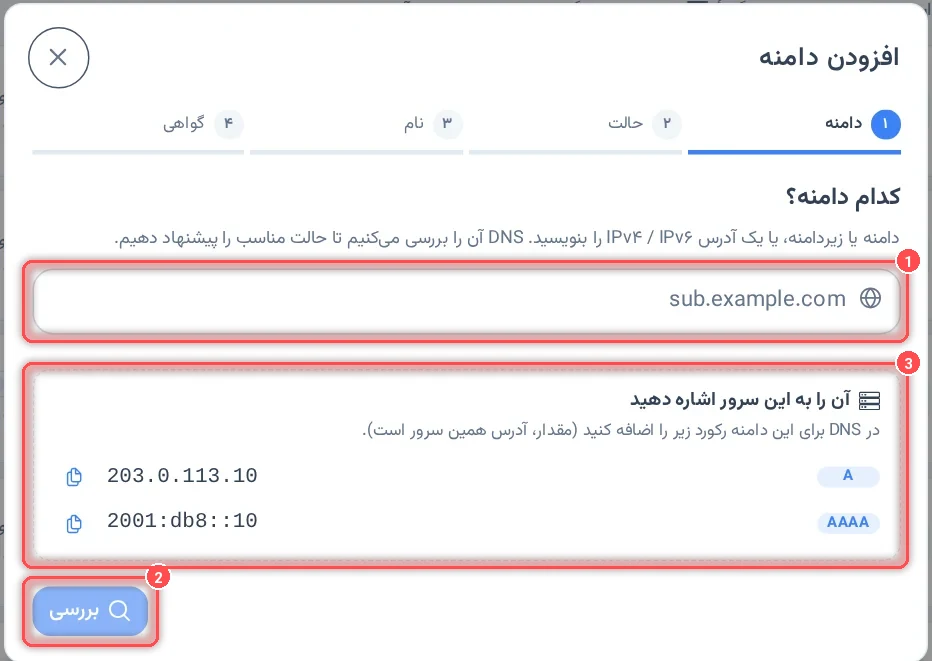 افزودن دامنه
۱ دامنه
۲ حالت
۳ نام
۴ گواهی
کدام دامنه؟
دامنه یا زیردامنه، یا یک آدرس IPv۴ / IPv۶ را بنویسید. DNS آن را بررسی می‌کنیم تا حالت مناسب را پیشنهاد دهیم.
1
sub.example.com
3
آن را به این سرور اشاره دهید
در DNS برای این دامنه رکورد زیر را اضافه کنید (مقدار، آدرس همین سرور است).
A 203.0.113.10
AAAA 2001:db8::10
2
بررسی